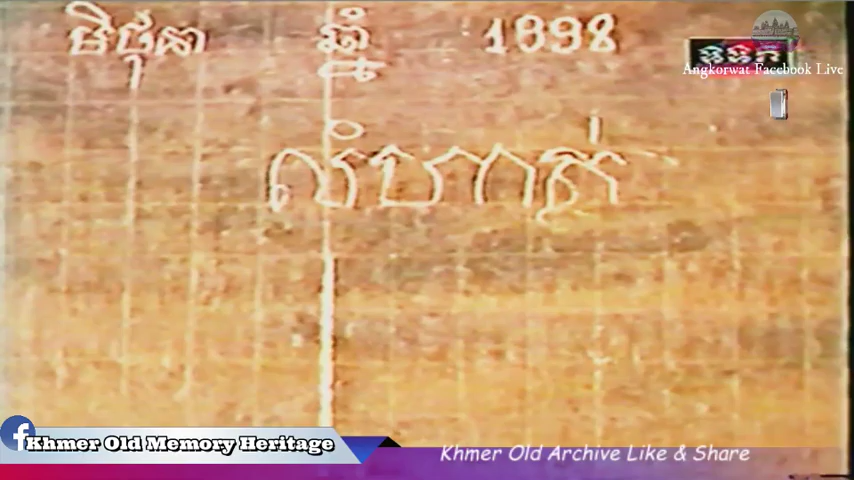 មិថុនា ឆ្នាំ 1998
ទទក
Angkorwat Facebook Live
លំហាត់
Khmer Old Memory Heritage
Khmer Old Archive Like & Share